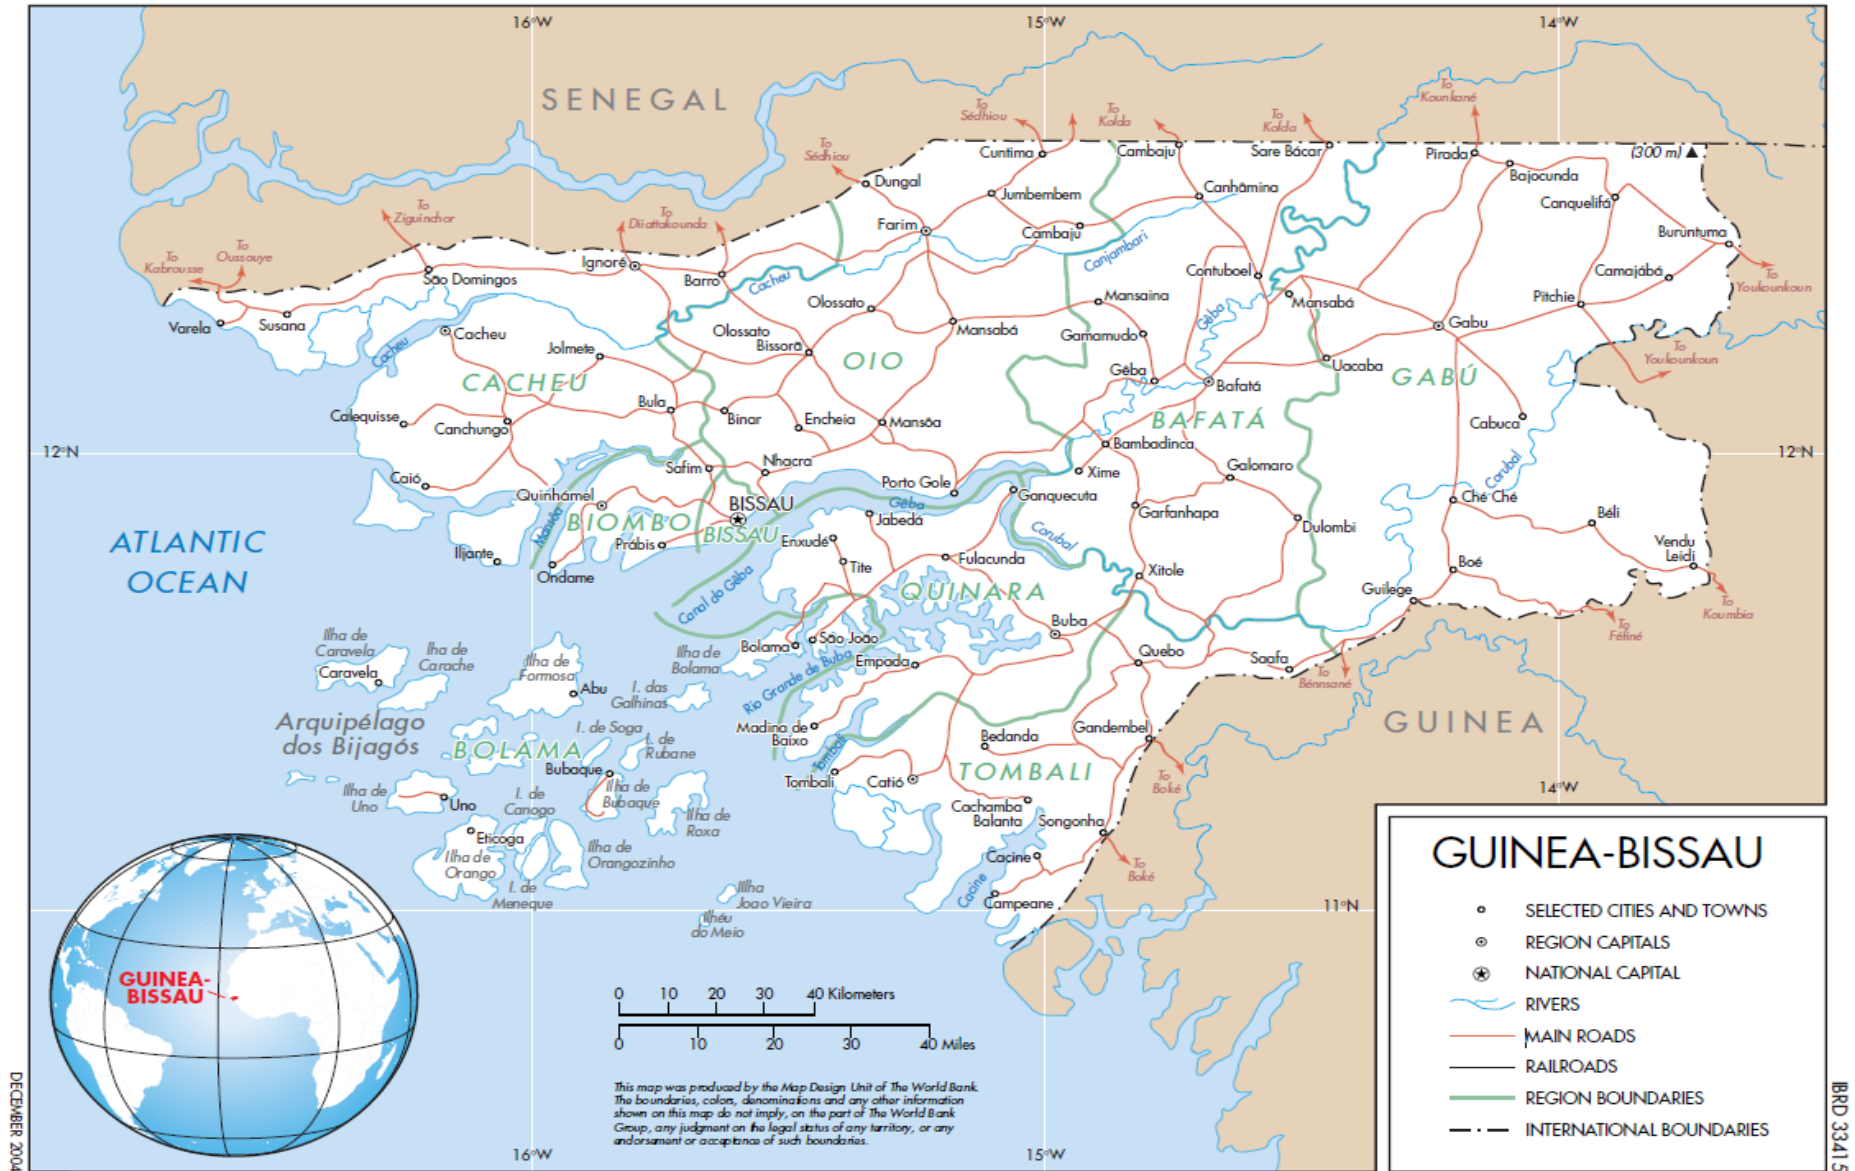 16°W
15°W
14°W
SENEGAL
To
Sédhiou
To
Kolda
To
Kolda
To
Kounkané
To
Sédhiou
Cuntima
Cambaju
Sare Bácar
Pirada
(300 m)
Dungal
Bajocunda
Jumbembem
Canhâmina
Canquelifá
To
Ziguinchor
To
Diiattakounda
Farim
Cambaju
Buruntuma
To
Oussouye
To
Kabrousse
Ignoré
Canjambari
Contuboel
Camajábá
To
Youkounkoun
São Domingos
Barro
Cacheu
Olossato
Mansaina
Mansabá
Pitchie
Varela
Susana
Cacheu
Olossato
Bissorã
Mansabá
Gamamudo
Gêba
Gabu
Cacheu
Jolmete
OIO
To
Youkounkoun
CACHEU
Gêba
Bafatá
Uacaba
GABÚ
Calequisse
Canchungo
Bula
Binar
Encheia
Mansôa
BAFATÁ
Cabuca
Bambadinca
12°N
12°N
Caió
Safim
Nhacra
Xime
Galomaro
Corubal
Quinhámel
BISSAU
Porto Gole
Ganquecuta
Ché Ché
Mansôa
BIOMBO
BISSAU
Gêba
Jabedá
Garfanhapa
Dulombi
Béli
ATLANTIC
OCEAN
Iljante
Prábis
Enxudé
Corubal
Vendu
Leidi
Ondame
Tite
Fulacunda
Xitole
Boé
Canal do Gêba
QUINARA
Guilege
To
Koumbia
To
Féfiné
Ilha de
Caravela
Ilha de
Carache
Ilha de
Formosa
Ilha de
Bolama
Bolama
São João
Buba
Caravela
Empada
Quebo
Saafa
To
Bénnsané
Abu
I. das
Galhinas
Rio Grande de Buba
Arquipélago
dos Bijagós
I. de Soga
Madina de
Baixo
Gandembel
GUINEA
BOLAMA
I. de
Rubane
Tombali
Bedanda
Bubaque
Tombali
Catió
TOMBALI
To
Boké
14°W
Ilha de
Uno
Uno
I. de
Canogo
Ilha de
Bubaque
Ilha de
Roxa
Cachamba
Balanta
Songonha
Eticoga
Ilha de
Orango
Ilha de
Orangozinho
Cacine
To
Boké
I. de
Meneque
Illha
Joao Vieira
Ilhéu
do Meio
Cacine
Campeane
11°N
GUINEA-
BISSAU
0 10 20 30 40 Kilometers
0 10 20 30 40 Miles
This map was produced by the Map Design Unit of The World Bank.
The boundaries, colors, denominations and any other information
shown on this map do not imply, on the part of The World Bank
Group, any judgment on the legal status of any territory, or any
endorsement or acceptance of such boundaries.
16°W
15°W
GUINEA-BISSAU
SELECTED CITIES AND TOWNS
REGION CAPITALS
NATIONAL CAPITAL
RIVERS
MAIN ROADS
RAILROADS
REGION BOUNDARIES
INTERNATIONAL BOUNDARIES
DECEMBER 2004
IBRD 33415